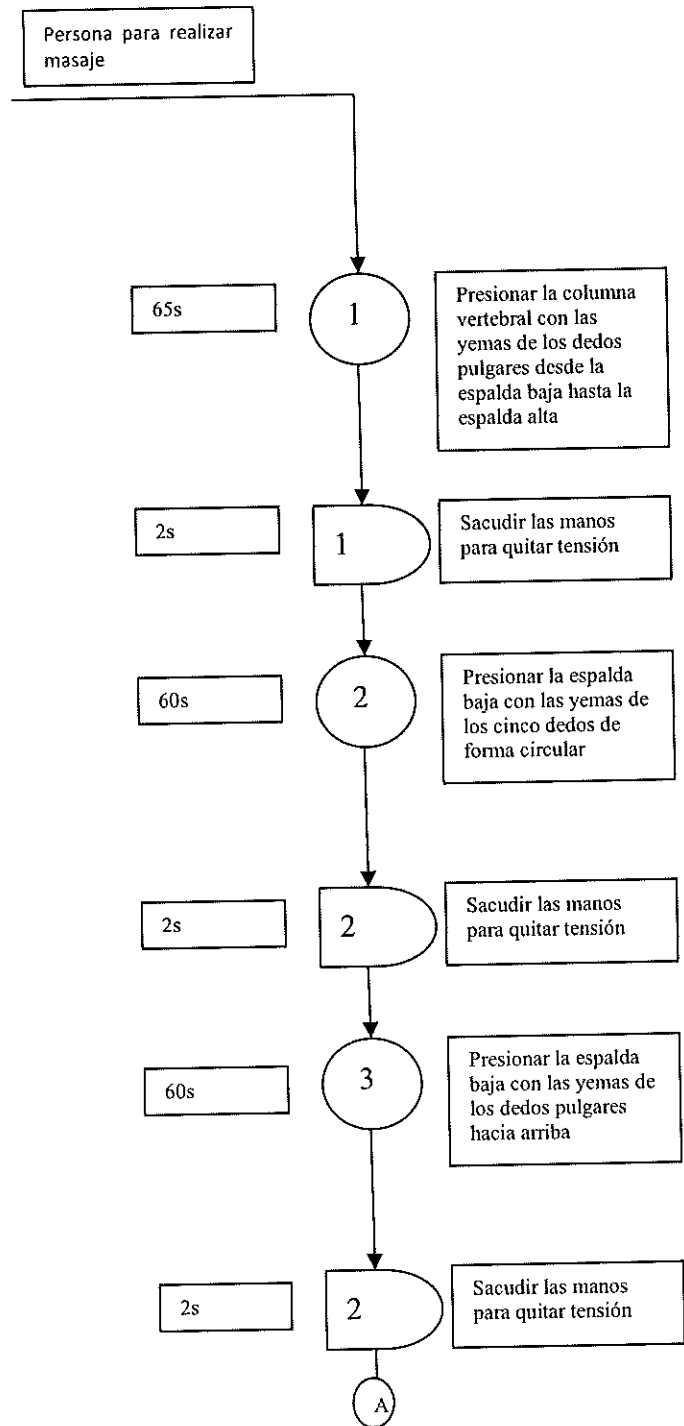 Persona para realizar
masaje
65s
1
Presionar la columna
vertebral con las
yemas de los dedos
pulgares desde la
espalda baja hasta la
espalda alta
2s
1
Sacudir las manos
para quitar tensión
60s
2
Presionar la espalda
baja con las yemas de
los cinco dedos de
forma circular
2s
2
Sacudir las manos
para quitar tensión
60s
3
Presionar la espalda
baja con las yemas de
los dedos pulgares
hacia arriba
2s
2
Sacudir las manos
para quitar tensión
A